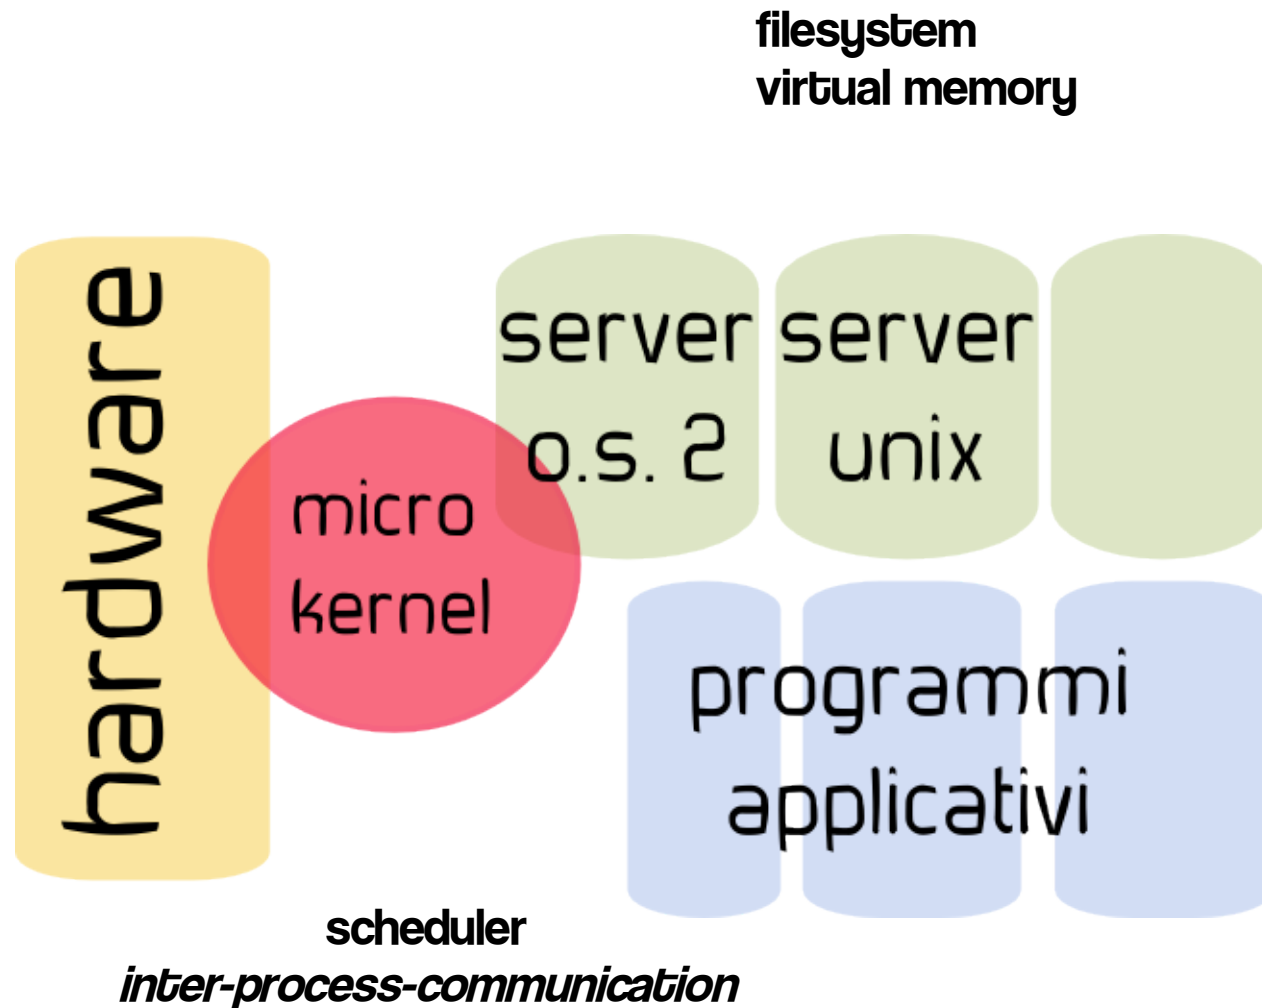 filesystem
virtual memory
hardware
server
o.s. 2
server
unix
micro
kernel
programmi
applicativi
scheduler
inter-process-communication